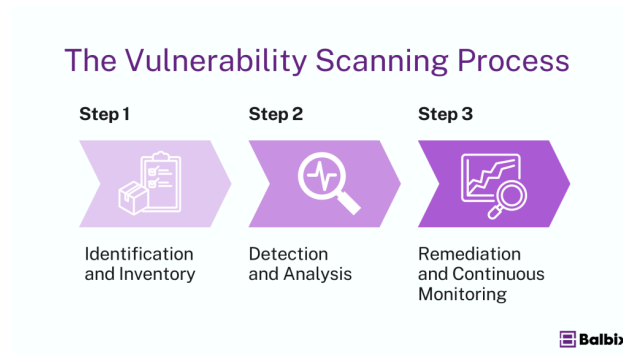 The Vulnerability Scanning Process
Step 1
Step 2
Step 3
Identification
and Inventory
Detection
and Analysis
Remediation
and Continuous
Monitoring
Balbix